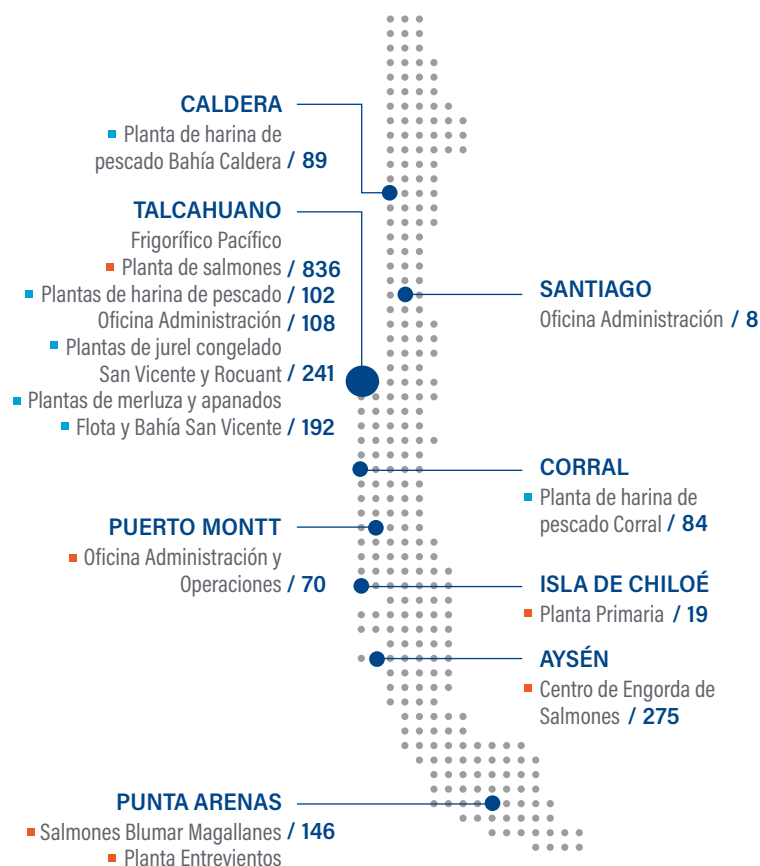 CALDERA
Planta de harina de
pescado Bahía Caldera / 89
TALCAHUANO
Frigorífico Pacífico
Planta de salmones / 836
Plantas de harina de pescado / 102
Oficina Administración / 108
Plantas de jurel congelado
San Vicente y Rocuant / 241
Plantas de merluza y apanados
Flota y Bahía San Vicente / 192
SANTIAGO
Oficina Administración / 8
CORRAL
Planta de harina de
pescado Corral / 84
PUERTO MONTT
Oficina Administración y
Operaciones / 70
ISLA DE CHILOÉ
Planta Primaria / 19
AYSÉN
Centro de Engorda de
Salmones / 275
PUNTA ARENAS
Salmones Blumar Magallanes / 146
Planta Entrevientos